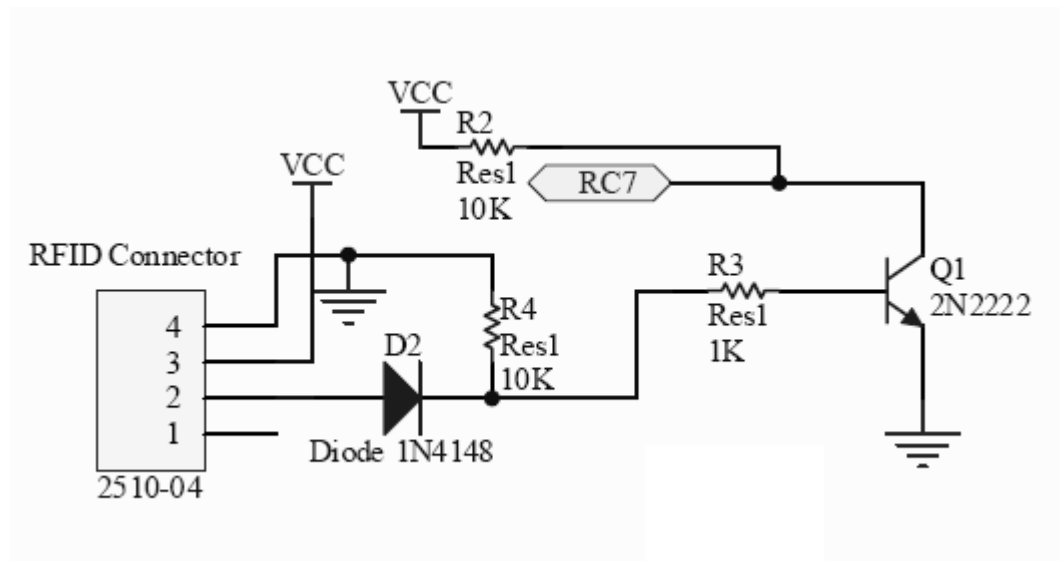 VCC
R2
Res1
10K
RC7
VCC
RFID Connector
4
3
2
1
2510-04
R4
Res1
10K
D2
Diode 1N4148
R3
Res1
1K
Q1
2N2222